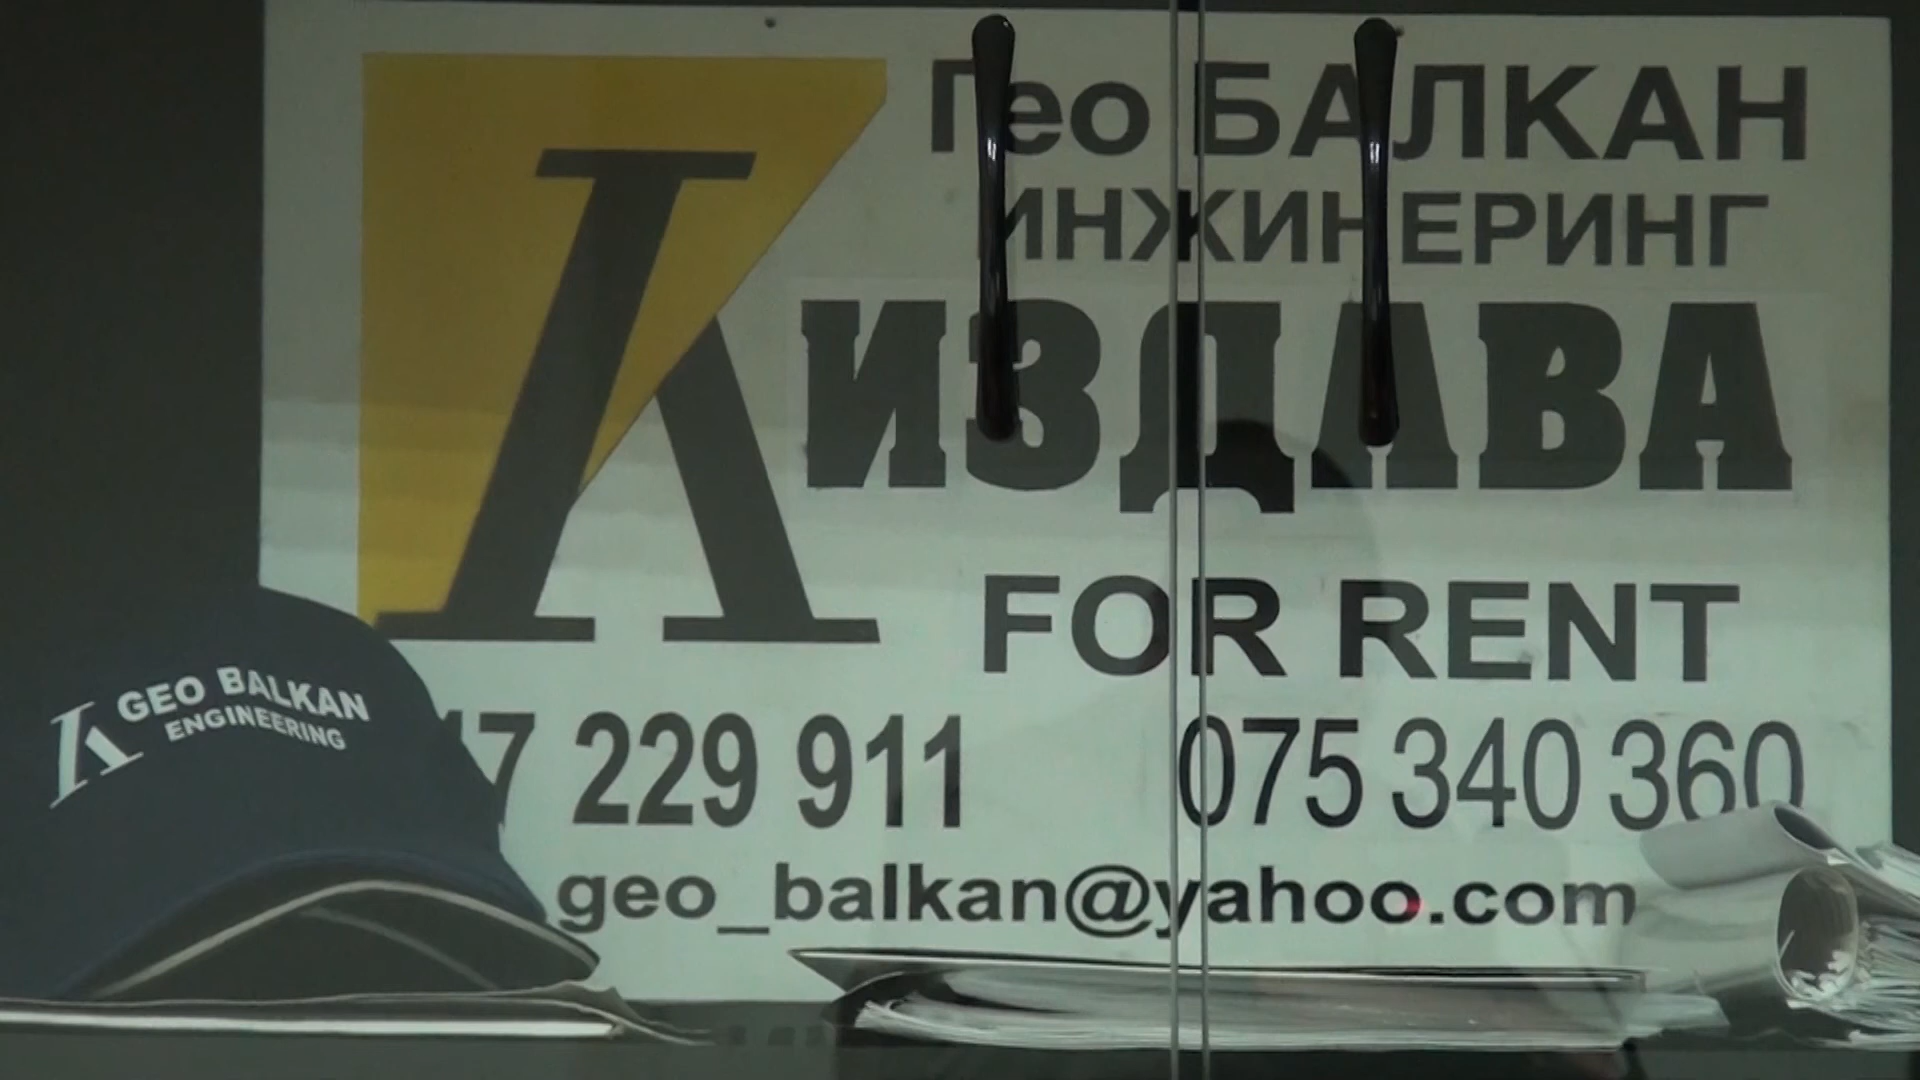 Гео БАЛКАН
ИНЖИНЕРИНГ
ИЗДАВА
FOR RENT
229 911 075 340 360
geo_balkan@yahoo.com
GEO BALKAN
ENGINEERING